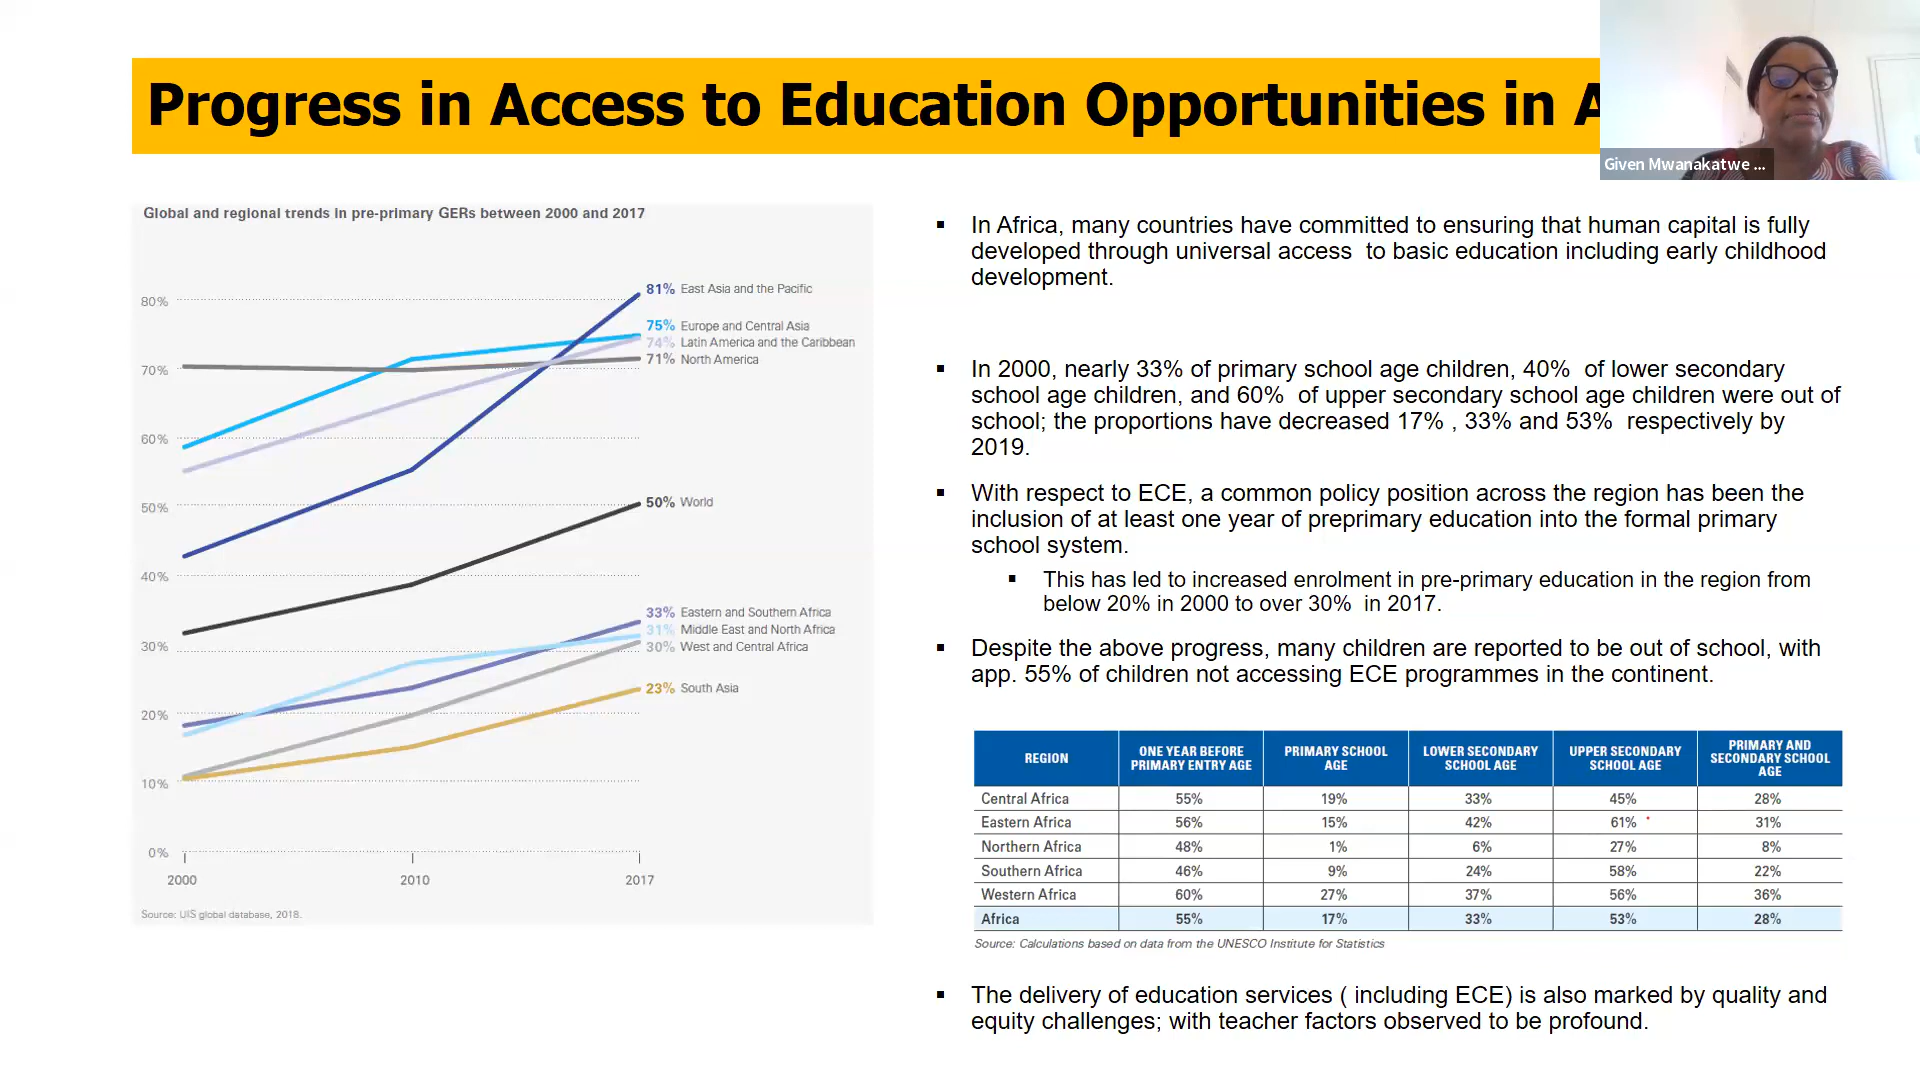 Progress in Access to Education Opportunities in A
Given Mwanakatwe ...
Global and regional trends in pre-primary GERs between 2000 and 2017
80%
70%
60%
50%
40%
30%
20%
10%
0%
2000 2010 2017
81% East Asia and the Pacific
75% Europe and Central Asia
74% Latin America and the Caribbean
71% North America
50% World
33% Eastern and Southern Africa
31% Middle East and North Africa
30% West and Central Africa
23% South Asia
Source: UIS global database, 2018.
▪ In Africa, many countries have committed to ensuring that human capital is fully
developed through universal access to basic education including early childhood
development.
▪ In 2000, nearly 33% of primary school age children, 40% of lower secondary
school age children, and 60% of upper secondary school age children were out of
school; the proportions have decreased 17% , 33% and 53% respectively by
2019.
▪ With respect to ECE, a common policy position across the region has been the
inclusion of at least one year of preprimary education into the formal primary
school system.
▪ This has led to increased enrolment in pre-primary education in the region from
below 20% in 2000 to over 30% in 2017.
▪ Despite the above progress, many children are reported to be out of school, with
app. 55% of children not accessing ECE programmes in the continent.
REGION ONE YEAR BEFORE PRIMARY ENTRY AGE PRIMARY SCHOOL AGE LOWER SECONDARY SCHOOL AGE UPPER SECONDARY SCHOOL AGE PRIMARY AND SECONDARY SCHOOL AGE
Central Africa 55% 19% 33% 45% 28%
Eastern Africa 56% 15% 42% 61% 31%
Northern Africa 48% 1% 6% 27% 8%
Southern Africa 46% 9% 24% 58% 22%
Western Africa 60% 27% 37% 56% 36%
Africa 55% 17% 33% 53% 28%
Source: Calculations based on data from the UNESCO Institute for Statistics
▪ The delivery of education services ( including ECE) is also marked by quality and
equity challenges; with teacher factors observed to be profound.